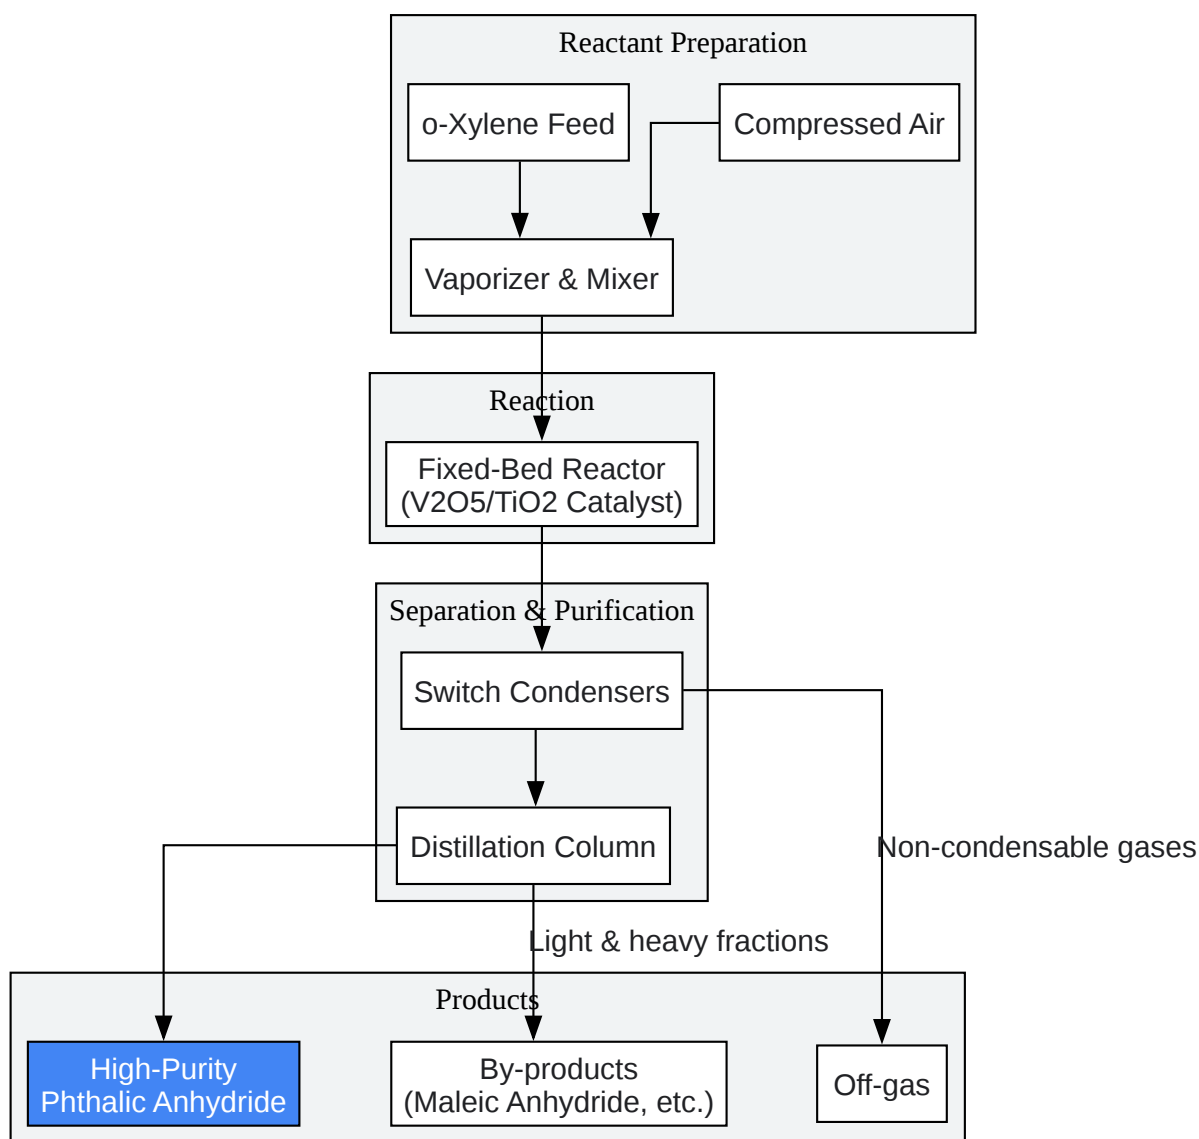 Reactant Preparation
o-Xylene Feed
Compressed Air
Vaporizer & Mixer
Reaction
Fixed-Bed Reactor
(V2O5/TiO2 Catalyst)
Separation & Purification
Switch Condensers
Distillation Column
Non-condensable gases
Light & heavy fractions
Products
High-Purity
Phthalic Anhydride
By-products
(Maleic Anhydride, etc.)
Off-gas